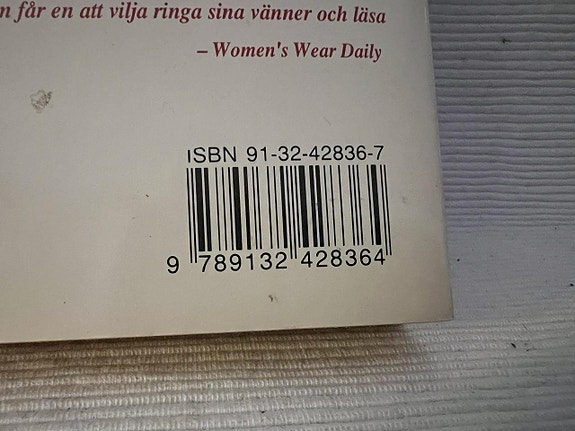 n får en att vilja ringa sina vänner och läsa
– Women's Wear Daily
ISBN 91-32-42836-7
9 789132 428364